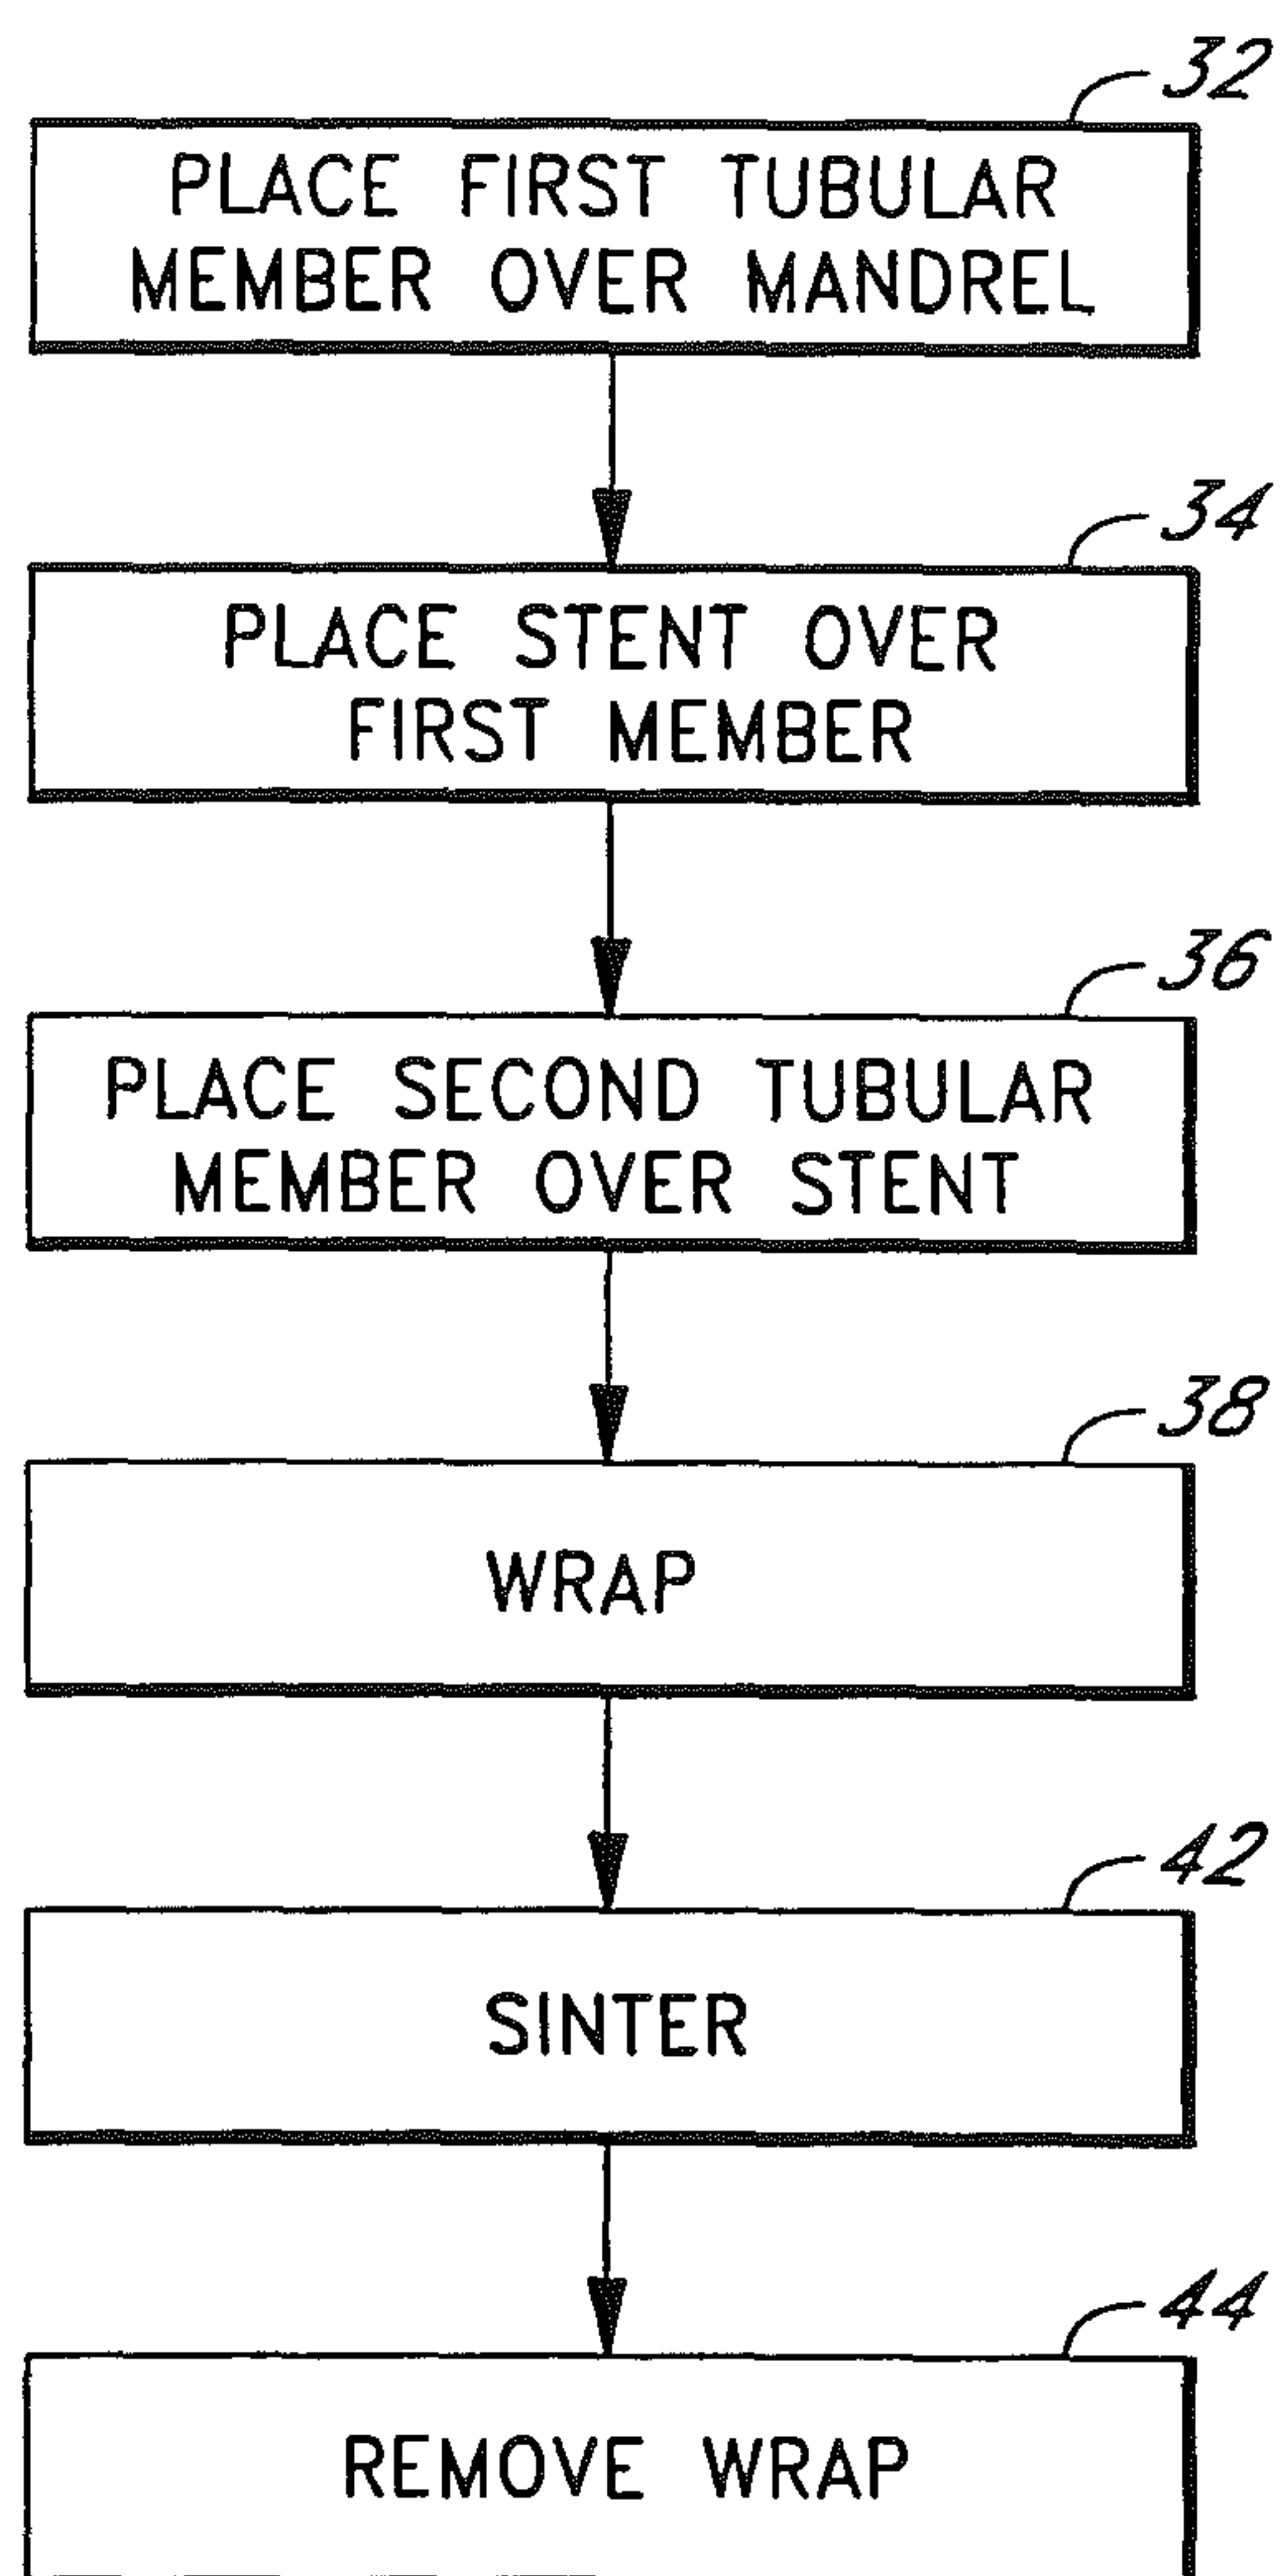 32
PLACE FIRST TUBULAR
MEMBER OVER MANDREL
34
PLACE STENT OVER
FIRST MEMBER
36
PLACE SECOND TUBULAR
MEMBER OVER STENT
38
WRAP
42
SINTER
44
REMOVE WRAP